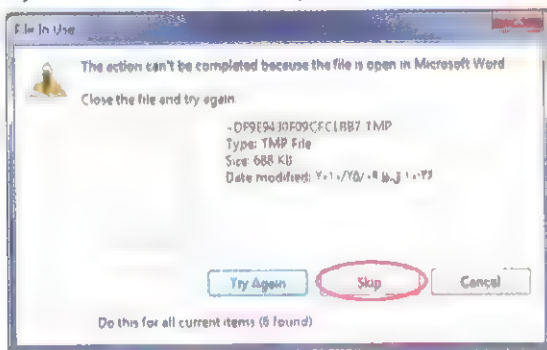 File In Use
The action can't be completed because the file is open in Microsoft Word
Close the file and try again.
Type: TMP File
Size: 688 KB
Date modified:
Try Again
Skip
Cancel
Do this for all current items (6 found)